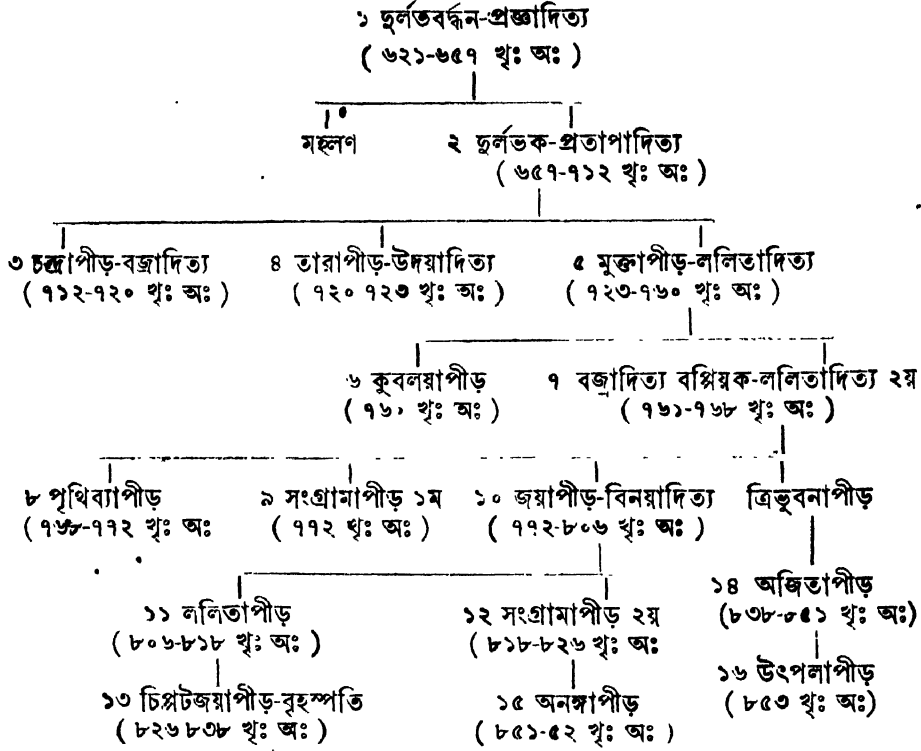 ১ দুর্লভবর্দ্ধন-প্রজ্ঞাদিত্য
( ৬২১-৬৫৭ খৃঃ অঃ )
মহ্লণ ২ দুর্লভক-প্রতাপাদিত্য
( ৬৫৭-৭১২ খৃঃ অঃ )
৩ চন্দ্রাপীড়-বজ্রাদিত্য ৪ তারাপীড়-উদয়াদিত্য ৫ মুক্তাপীড়-ললিতাদিত্য
( ৭১২-৭২০ খৃঃ অঃ ) ( ৭২০ ৭২৩ খৃঃ অঃ ) ( ৭২৩-৭৬০ খৃঃ অঃ )
৬ কুবলয়াপীড় ৭ বজ্রাদিত্য বপ্পিয়ক-ললিতাদিত্য ২য়
( ৭৬১ খৃঃ অঃ ) ( ৭৬১-৭৬৮ খৃঃ অঃ )
৮ পৃথিব্যাপীড় ৯ সংগ্রামাপীড় ১ম ১০ জয়াপীড়-বিনয়াদিত্য ত্রিভুবনাপীড়
( ৭৬৮-৭৭২ খৃঃ অঃ ( ৭৭২ খৃঃ অঃ ) ( ৭৭২-৮০৬ খৃঃ অঃ )
১৪ অজিতাপীড়
১১ ললিতাপীড় ১২ সংগ্রামাপীড় ২য় (৮৩৮-৮৫১ খৃঃ অঃ)
( ৮০৬-৮১৮ খৃঃ অঃ ) ( ৮১৮-৮২৬ খৃঃ অঃ
১৬ উৎপলাপীড়
১৩ চিপ্পটজয়াপীড়-বৃহস্পতি ১৫ অনঙ্গাপীড় ( ৮৫৩ খৃঃ অঃ)
( ৮২৬ ৮৩৮ খৃঃ অঃ ) ( ৮৫১-৫২ খৃঃ অঃ )